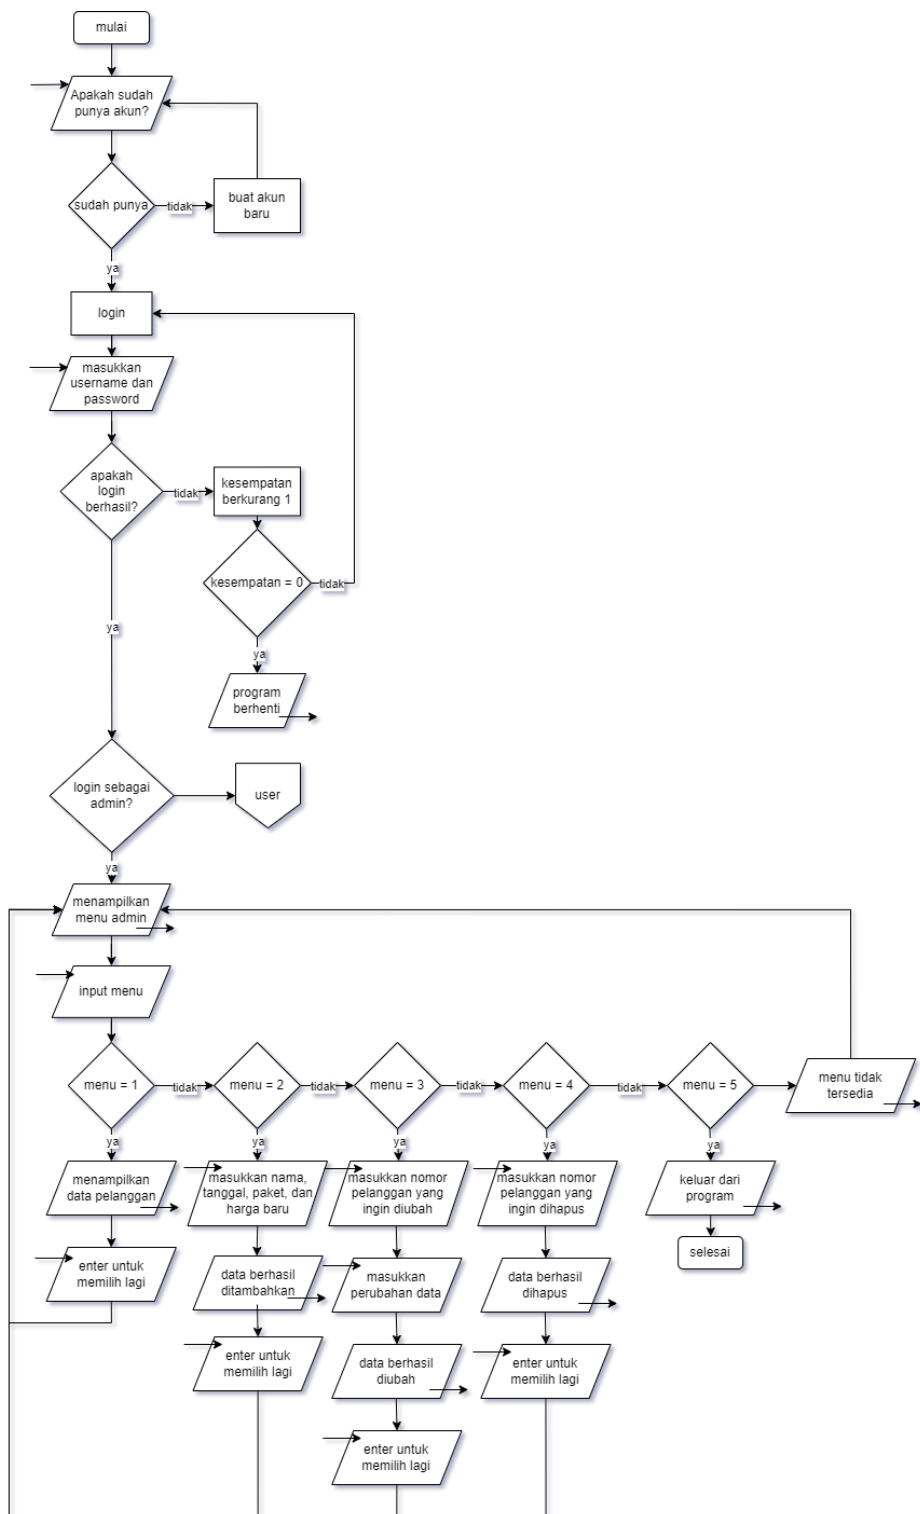 mulai
Apakah sudah
punya akun?
sudah punya
tidak
buat akun
baru
ya
login
masukkan
username dan
password
apakah
login
berhasil?
tidak
kesempatan
berkurang 1
kesempatan = 0
tidak
ya
ya
program
berhenti
login sebagai
admin?
user
ya
menampilkan
menu admin
input menu
menu = 1
tidak
menu = 2
tidak
menu = 3
tidak
menu = 4
tidak
menu = 5
menu tidak
tersedia
ya
ya
ya
ya
ya
menampilkan
data pelanggan
masukkan nama,
tanggal, paket, dan
harga baru
masukkan nomor
pelanggan yang
ingin diubah
masukkan nomor
pelanggan yang
ingin dihapus
keluar dari
program
enter untuk
memilih lagi
data berhasil
ditambahkan
masukkan
perubahan data
data berhasil
dihapus
selesai
enter untuk
memilih lagi
data berhasil
diubah
enter untuk
memilih lagi
enter untuk
memilih lagi